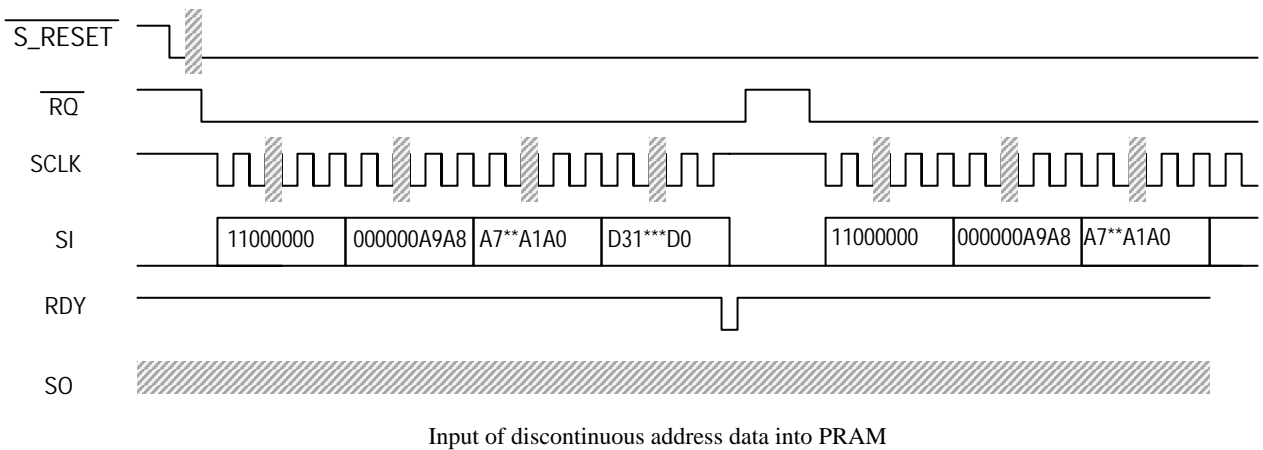 S_RESET
RQ
SCLK
SI 11000000 000000A9A8 A7**A1A0 D31***D0 11000000 000000A9A8 A7**A1A0
RDY
SO
Input of discontinuous address data into PRAM